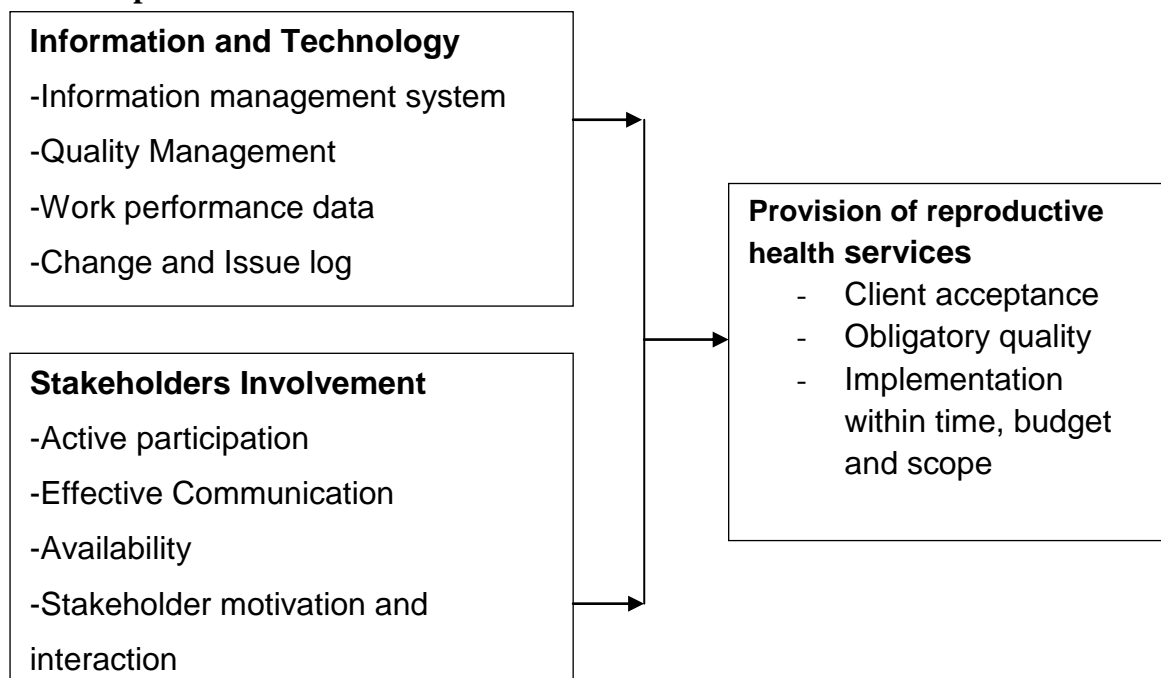 Information and Technology
-Information management system
-Quality Management
-Work performance data
-Change and Issue log
Stakeholders Involvement
-Active participation
-Effective Communication
-Availability
-Stakeholder motivation and
interaction
Provision of reproductive
health services
- Client acceptance
- Obligatory quality
- Implementation
within time, budget
and scope